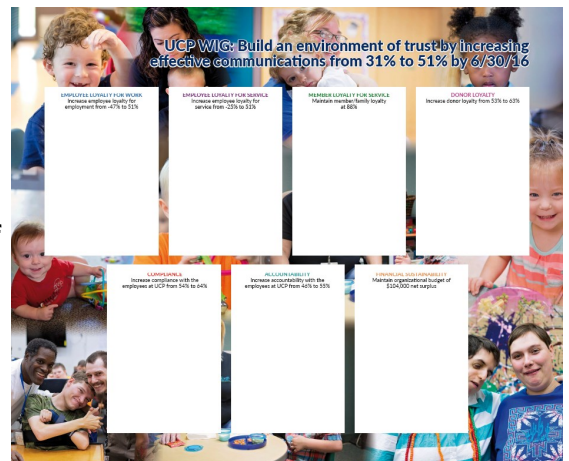 UCP WIG: Build an environment of trust by increasing
effective communications from 31% to 51% by 6/30/16
EMPLOYEE LOYALTY FOR WORK
Increase employee loyalty for
employment from -47% to 51%
EMPLOYEE LOYALTY FOR SERVICE
Increase employee loyalty for
service from -25% to 51%
MEMBER LOYALTY FOR SERVICE
Maintain member/family loyalty
at 88%
DONOR LOYALTY
Increase donor loyalty from 53% to 63%
COMPLIANCE
Increase compliance with the
employees at UCP from 54% to 64%
ACCOUNTABILITY
Increase accountability with the
employees at UCP from 46% to 55%
FINANCIAL SUSTAINABILITY
Maintain organizational budget of
$104,000 net surplus